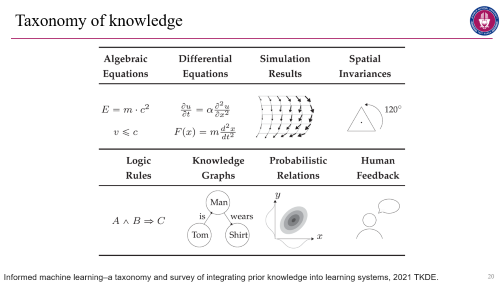 Taxonomy of knowledge
Algebraic Equations
Differential Equations
Simulation Results
Spatial Invariances
E = m · c²
v ⩽ c
∂u/∂t = α ∂²u/∂x²
F(x) = m d²x/dt²
120°
Logic Rules
Knowledge Graphs
Probabilistic Relations
Human Feedback
A ∧ B ⇒ C
Man
is
wears
Tom
Shirt
y
x
Informed machine learning–a taxonomy and survey of integrating prior knowledge into learning systems, 2021 TKDE.